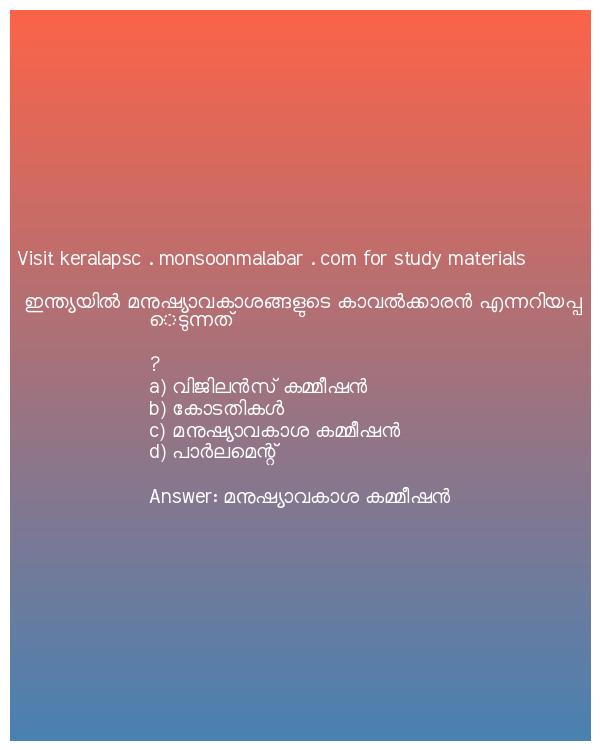 Visit keralapsc . monsoonmalabar . com for study materials
ഇന്ത്യയിൽ മനുഷ്യാവകാശങ്ങളുടെ കാവൽക്കാരൻ എന്നറിയപ്പ
െടുന്നത്
?
a) വിജിലൻസ് കമ്മീഷൻ
b) കോടതികൾ
c) മനുഷ്യാവകാശ കമ്മീഷൻ
d) പാർലമെന്റ്
Answer: മനുഷ്യാവകാശ കമ്മീഷൻ